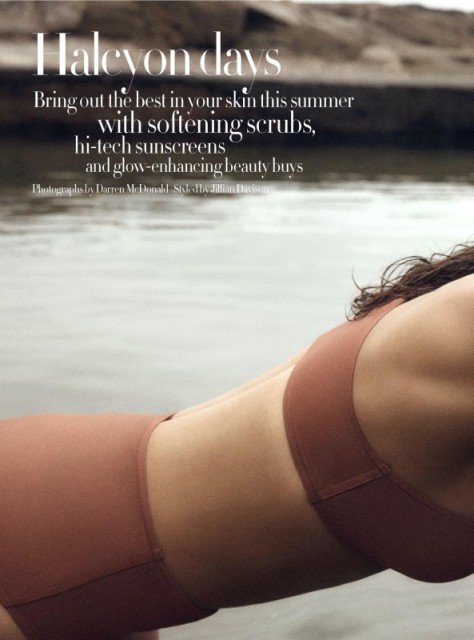 Halcyon days
Bring out the best in your skin this summer
with softening scrubs,
hi-tech sunscreens
and glow-enhancing beauty buys
Photographs by Darren McDonald Styled by Jillian Davison